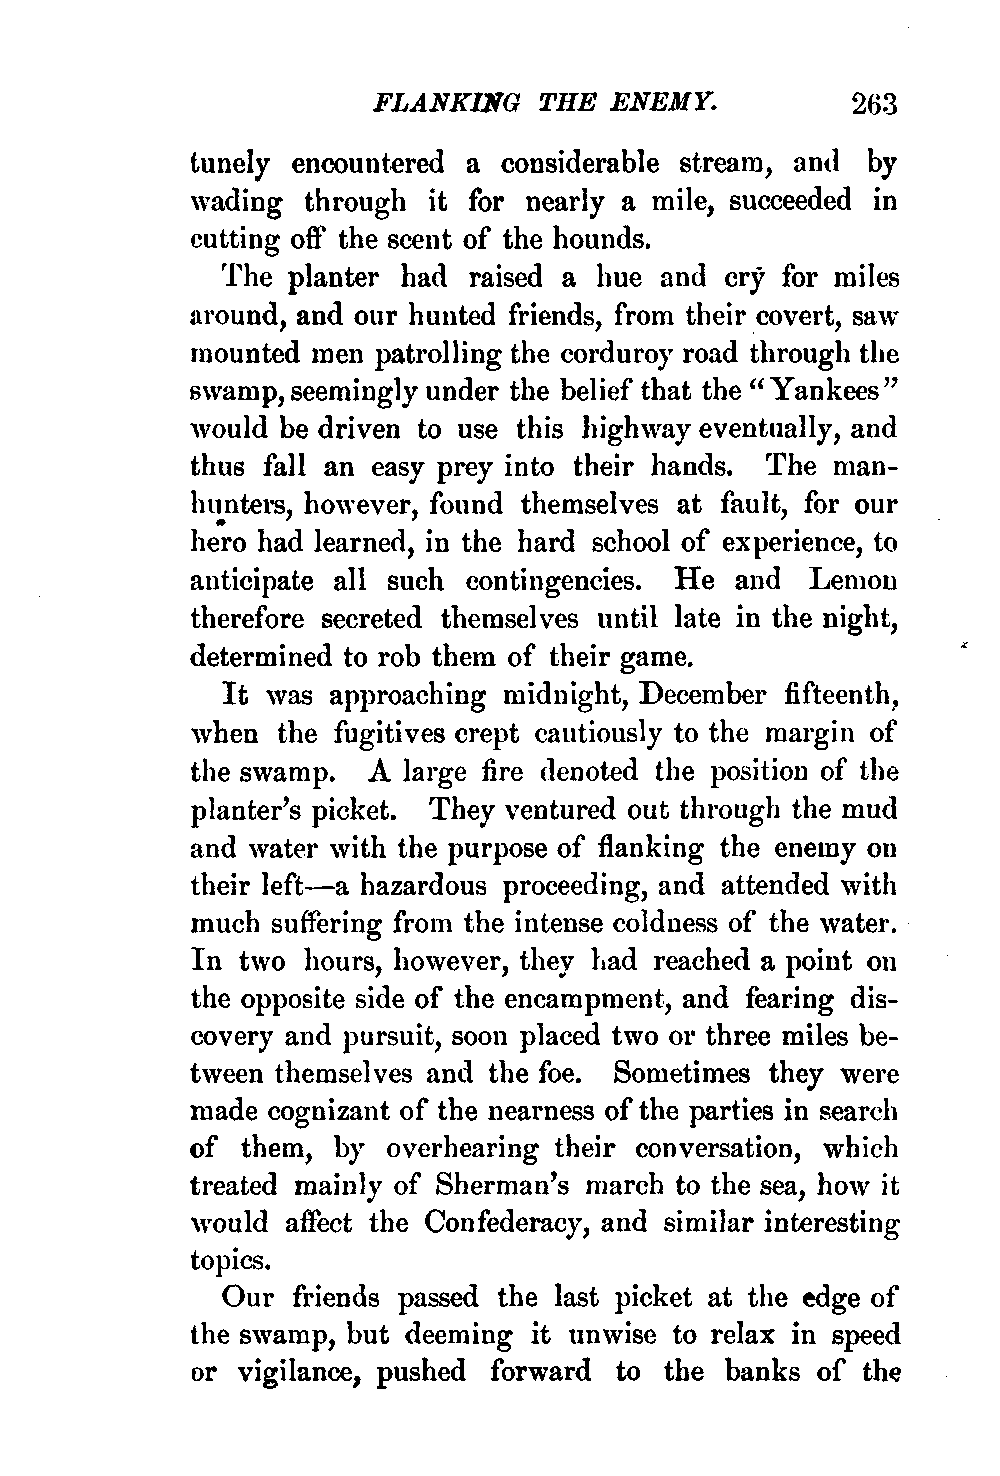 FLANKING THE ENEMY. 263
tunely encountered a considerable stream, and by
wading through it for nearly a mile, succeeded in
cutting off the scent of the hounds.
The planter had raised a hue and cry for miles
around, and our hunted friends, from their covert, saw
mounted men patrolling the corduroy road through the
swamp, seemingly under the belief that the “Yankees”
would be driven to use this highway eventually, and
thus fall an easy prey into their hands. The man-
hunters, however, found themselves at fault, for our
hero had learned, in the hard school of experience, to
anticipate all such contingencies. He and Lemon
therefore secreted themselves until late in the night,
determined to rob them of their game.
It was approaching midnight, December fifteenth,
when the fugitives crept cautiously to the margin of
the swamp. A large fire denoted the position of the
planter’s picket. They ventured out through the mud
and water with the purpose of flanking the enemy on
their left—a hazardous proceeding, and attended with
much suffering from the intense coldness of the water.
In two hours, however, they had reached a point on
the opposite side of the encampment, and fearing dis-
covery and pursuit, soon placed two or three miles be-
tween themselves and the foe. Sometimes they were
made cognizant of the nearness of the parties in search
of them, by overhearing their conversation, which
treated mainly of Sherman’s march to the sea, how it
would affect the Confederacy, and similar interesting
topics.
Our friends passed the last picket at the edge of
the swamp, but deeming it unwise to relax in speed
or vigilance, pushed forward to the banks of the